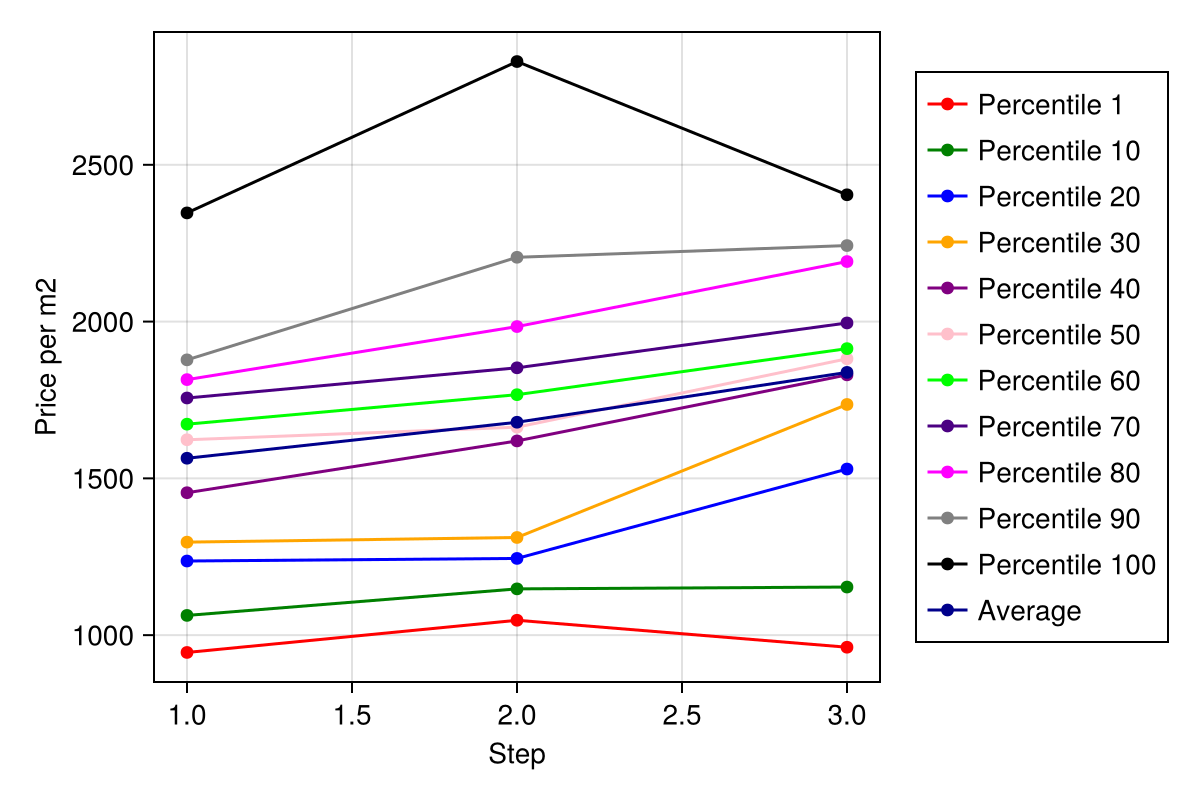 Price per m2
2500
2000
1500
1000
1.0 1.5 2.0 2.5 3.0
Step
Percentile 1
Percentile 10
Percentile 20
Percentile 30
Percentile 40
Percentile 50
Percentile 60
Percentile 70
Percentile 80
Percentile 90
Percentile 100
Average